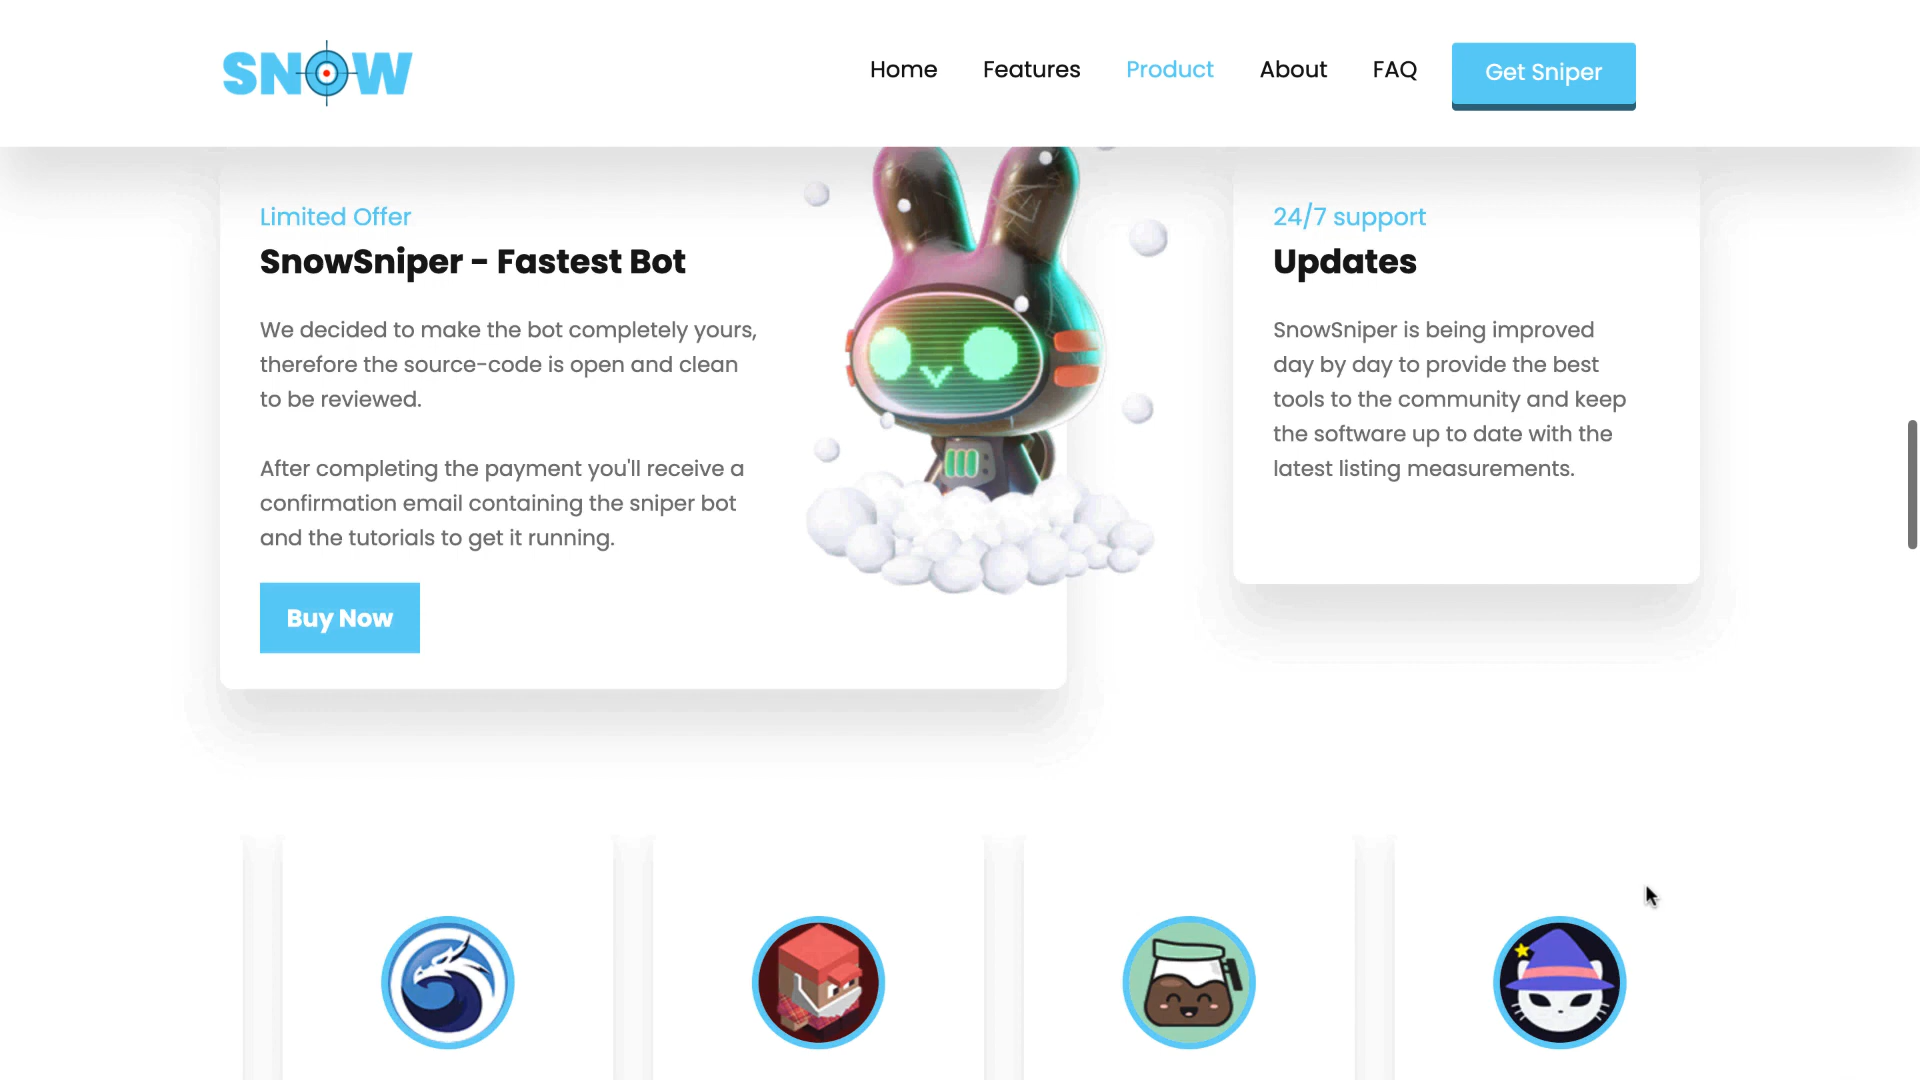 SNOW
Home
Features
Product
About
FAQ
Get Sniper
Limited Offer
SnowSniper - Fastest Bot
We decided to make the bot completely yours,
therefore the source-code is open and clean
to be reviewed.
After completing the payment you'll receive a
confirmation email containing the sniper bot
and the tutorials to get it running.
Buy Now
24/7 support
Updates
SnowSniper is being improved
day by day to provide the best
tools to the community and keep
the software up to date with the
latest listing measurements.